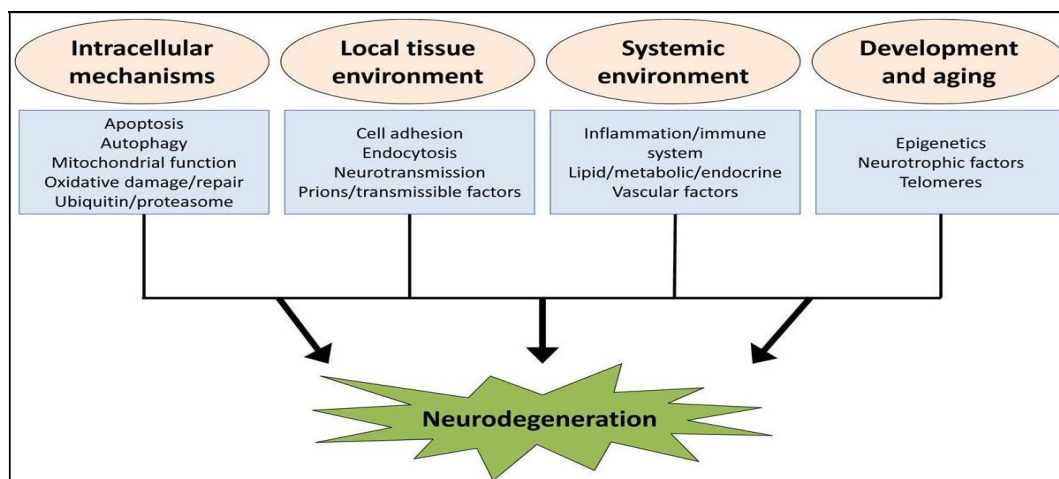 Intracellular
mechanisms
Local tissue
environment
Systemic
environment
Development
and aging
Apoptosis
Autophagy
Mitochondrial function
Oxidative damage/repair
Ubiquitin/proteasome
Cell adhesion
Endocytosis
Neurotransmission
Prions/transmissible factors
Inflammation/immune
system
Lipid/metabolic/endocrine
Vascular factors
Epigenetics
Neurotrophic factors
Telomeres
Neurodegeneration